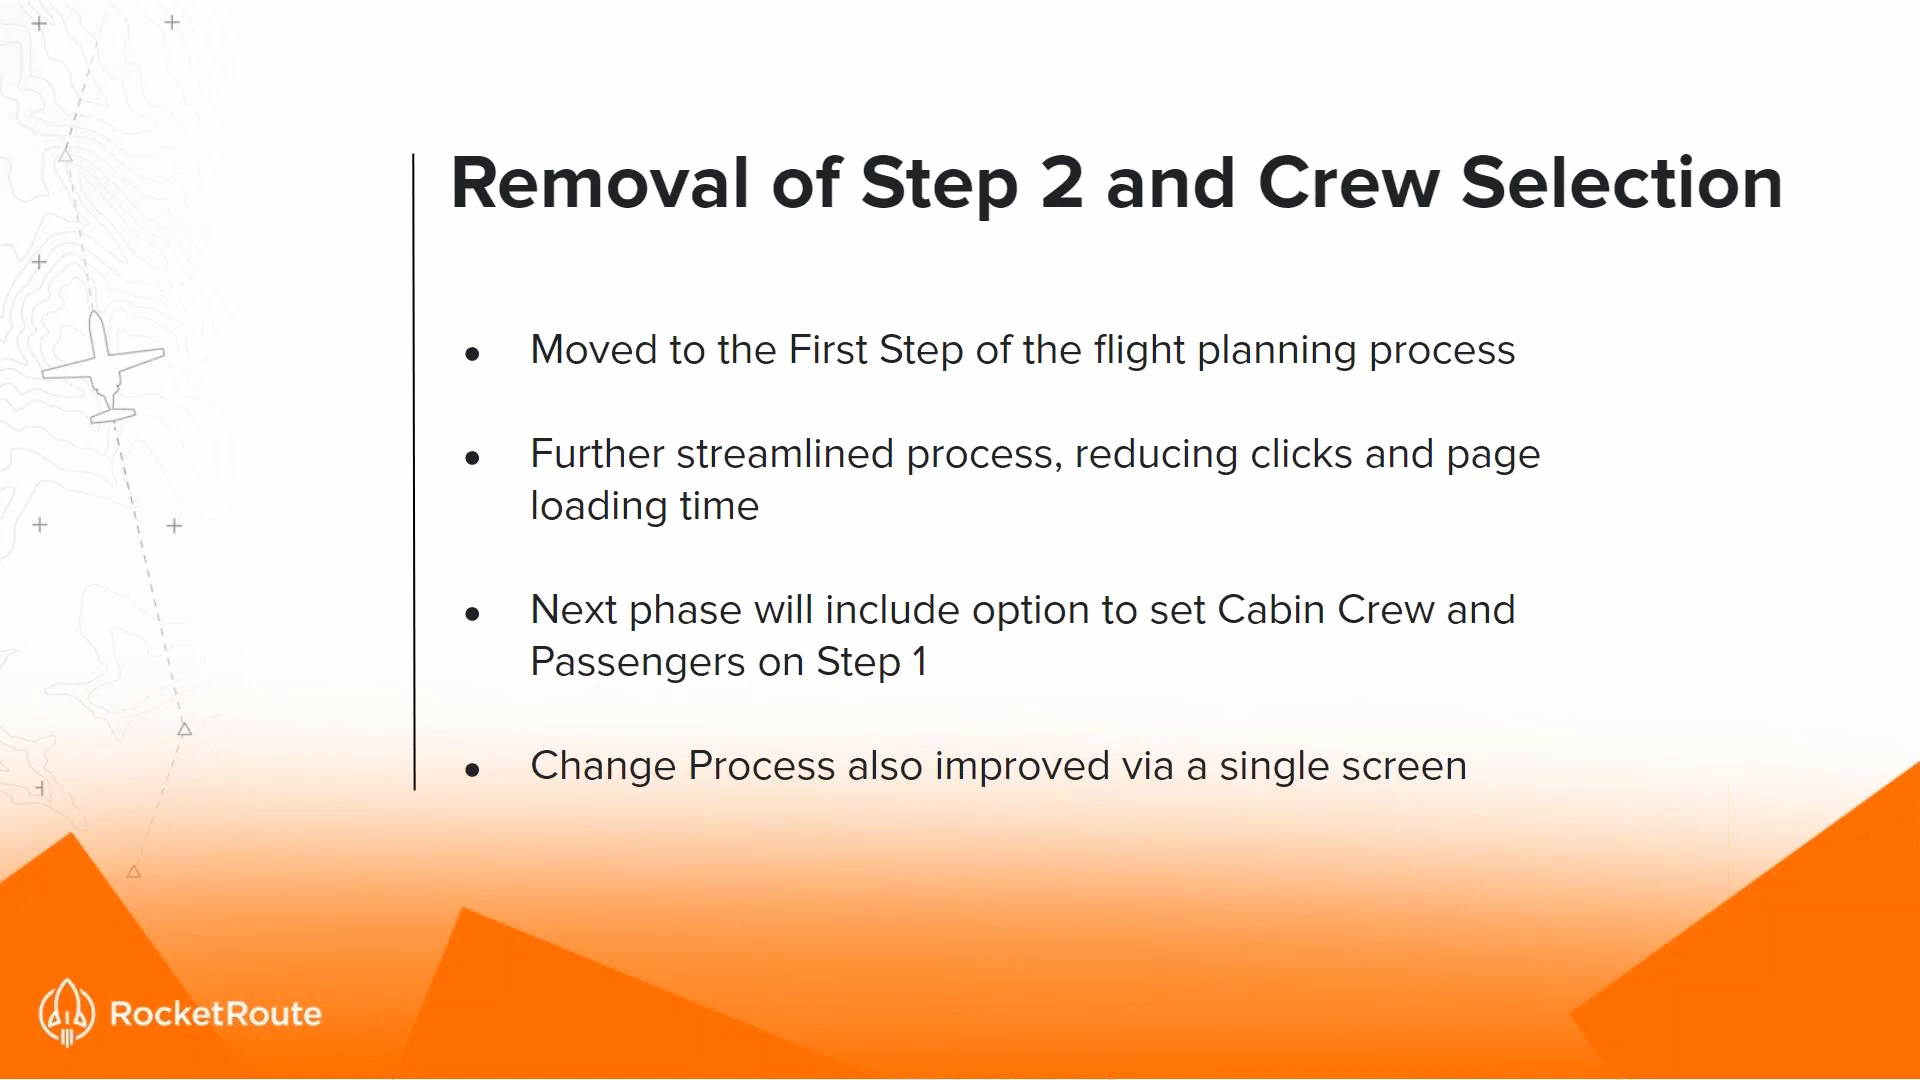 Removal of Step 2 and Crew Selection
● Moved to the First Step of the flight planning process
● Further streamlined process, reducing clicks and page
loading time
● Next phase will include option to set Cabin Crew and
Passengers on Step 1
● Change Process also improved via a single screen
RocketRoute